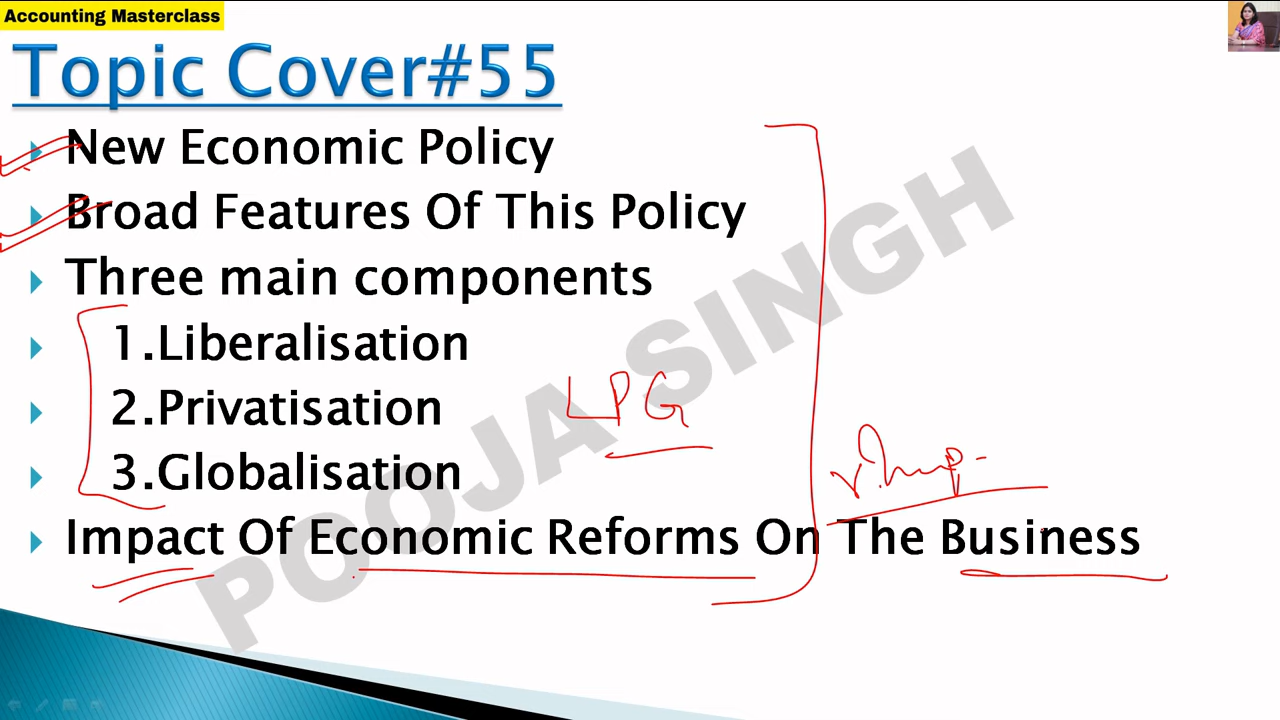 Accounting Masterclass
Topic Cover#55
New Economic Policy
Broad Features Of This Policy
Three main components
1.Liberalisation
2.Privatisation
LPG
3.Globalisation
v.Imp.
Impact Of Economic Reforms On The Business
POOJA SINGH